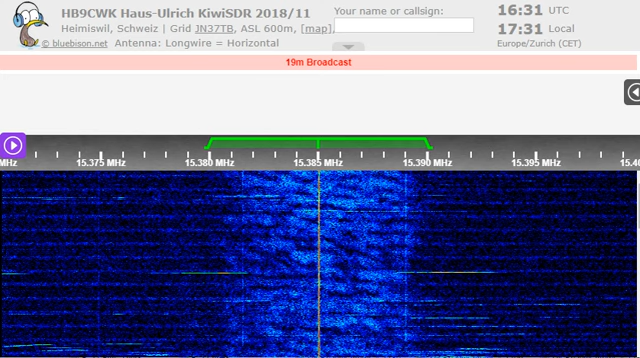 HB9CWK Haus-Ulrich KiwiSDR 2018/11
Heimiswil, Schweiz | Grid JN37TB, ASL 600m, [map],
© bluebison.net Antenna: Longwire = Horizontal
Your name or callsign:
16:31 UTC
17:31 Local
Europe/Zurich (CET)
19m Broadcast
MHz 15.375 MHz 15.380 MHz 15.385 MHz 15.390 MHz 15.395 MHz 15.40